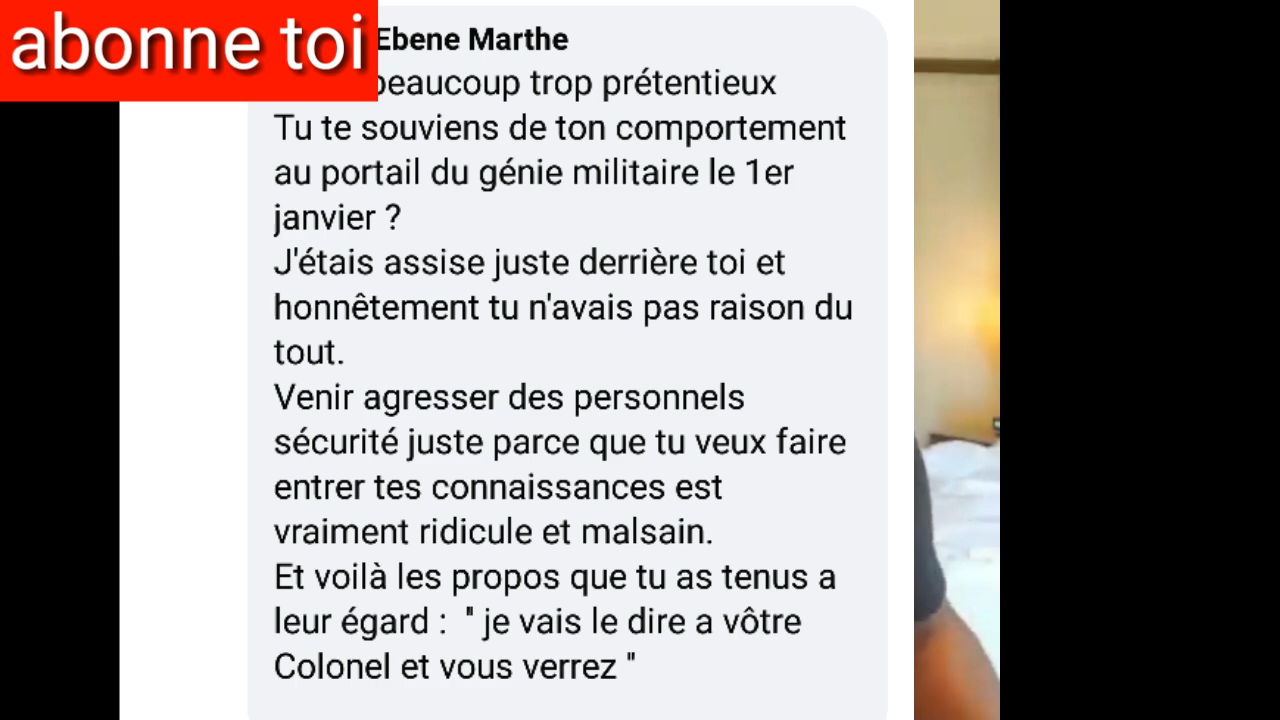 abonne toi
Ebene Marthe
beaucoup trop prétentieux
Tu te souviens de ton comportement
au portail du génie militaire le 1er
janvier ?
J'étais assise juste derrière toi et
honnêtement tu n'avais pas raison du
tout.
Venir agresser des personnels
sécurité juste parce que tu veux faire
entrer tes connaissances est
vraiment ridicule et malsain.
Et voilà les propos que tu as tenus a
leur égard :  " je vais le dire a vôtre
Colonel et vous verrez "